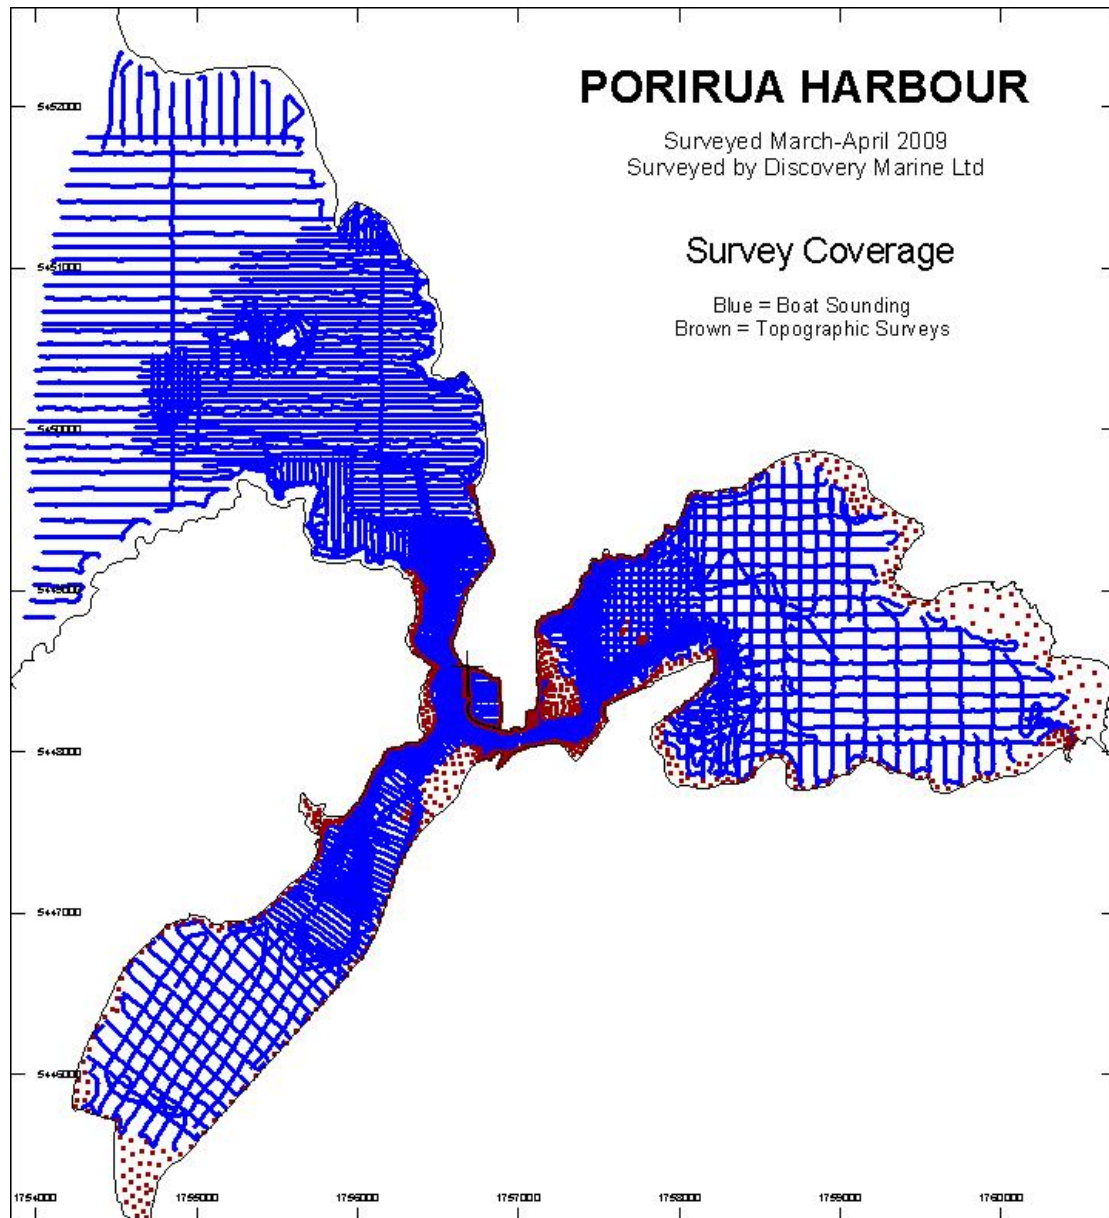 PORIRUA HARBOUR
Surveyed March-April 2009
Surveyed by Discovery Marine Ltd
Survey Coverage
Blue = Boat Sounding
Brown = Topographic Surveys
5452000
5451000
5450000
5449000
5448000
5447000
5446000
1754000 1755000 1756000 1757000 1758000 1759000 1760000